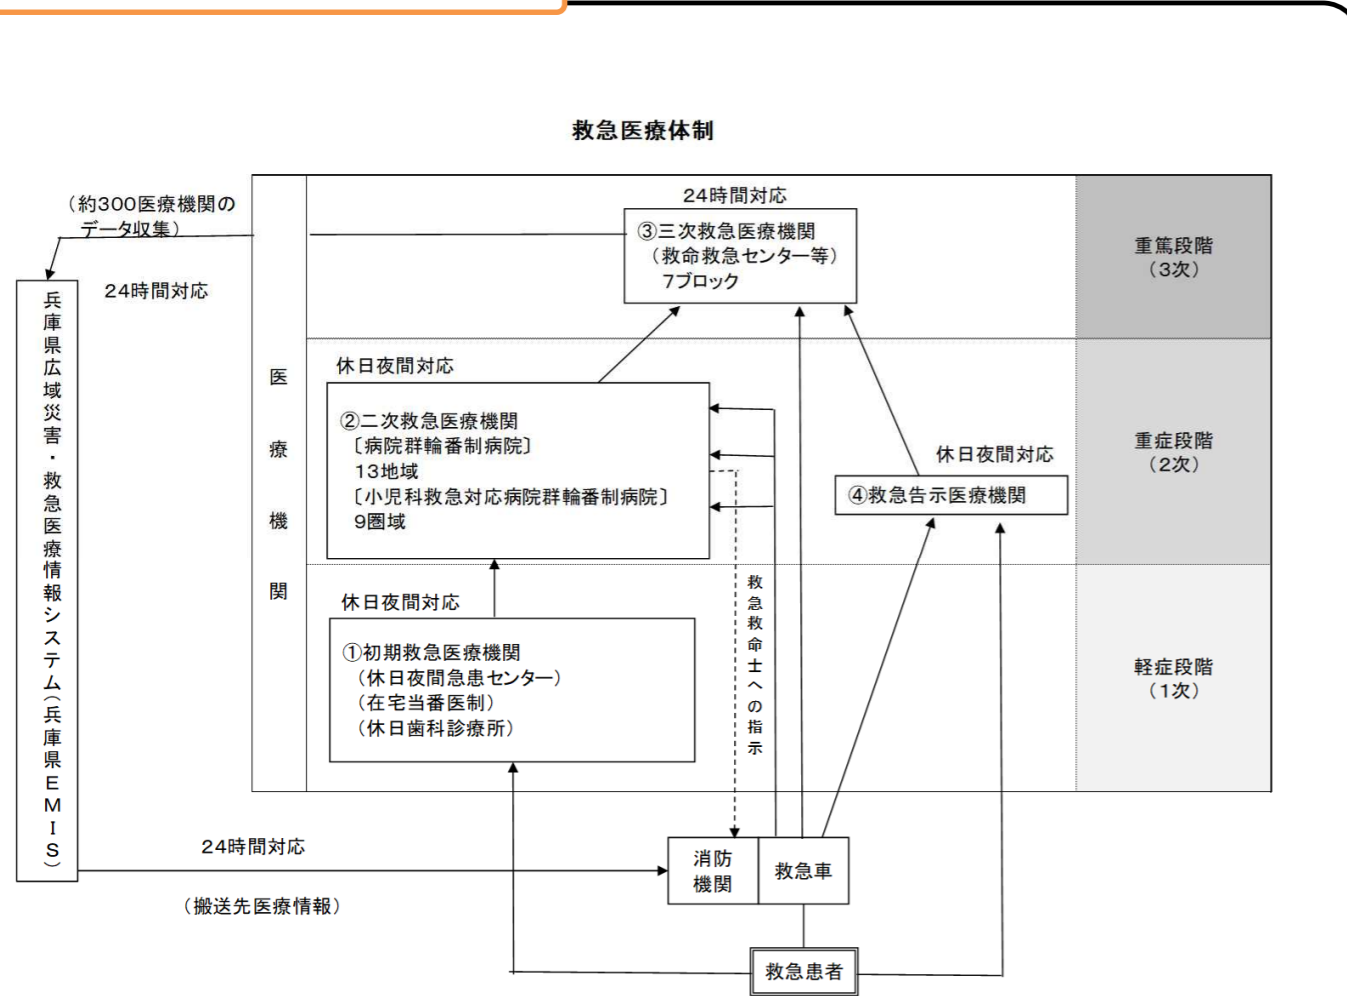 救急医療体制
（約300医療機関の
データ収集）
24時間対応
兵庫県広域災害・救急医療情報システム（兵庫県EMIS）
医療機関
24時間対応
③三次救急医療機関
（救命救急センター等）
7ブロック
重篤段階
（3次）
休日夜間対応
②二次救急医療機関
〔病院群輪番制病院〕
13地域
〔小児科救急対応病院群輪番制病院〕
9圏域
休日夜間対応
④救急告示医療機関
重症段階
（2次）
休日夜間対応
①初期救急医療機関
（休日夜間急患センター）
（在宅当番医制）
（休日歯科診療所）
救急救命士への指示
軽症段階
（1次）
24時間対応
（搬送先医療情報）
消防
機関
救急車
救急患者